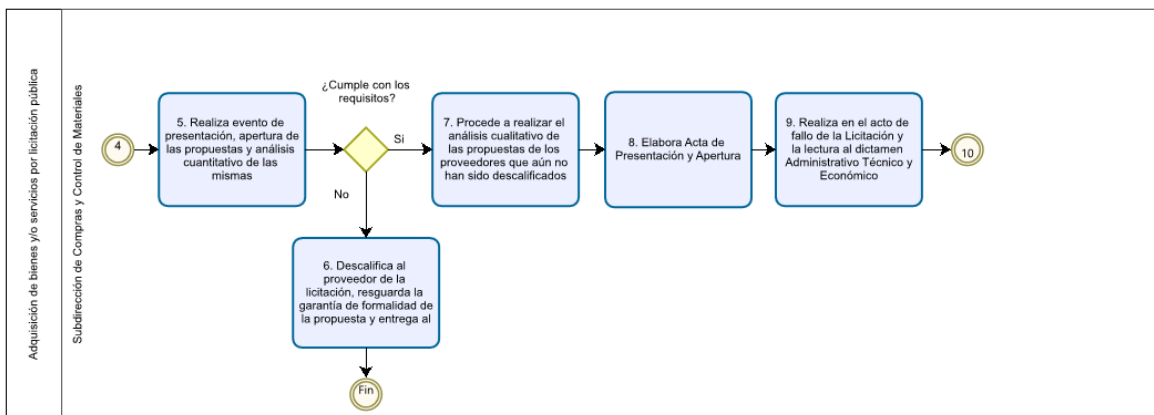 Adquisición de bienes y/o servicios por licitación pública
Subdirección de Compras y Control de Materiales
4
5. Realiza evento de
presentación, apertura de
las propuestas y análisis
cuantitativo de las
mismas
¿Cumple con los
requisitos?
Si
No
7. Procede a realizar el
análisis cualitativo de
las propuestas de los
proveedores que aún no
han sido descalificados
8. Elabora Acta de
Presentación y Apertura
9. Realiza en el acto de
fallo de la Licitación y
la lectura al dictamen
Administrativo Técnico y
Económico
10
6. Descalifica al
proveedor de la
licitación, resguarda la
garantía de formalidad de
la propuesta y entrega al
Fin